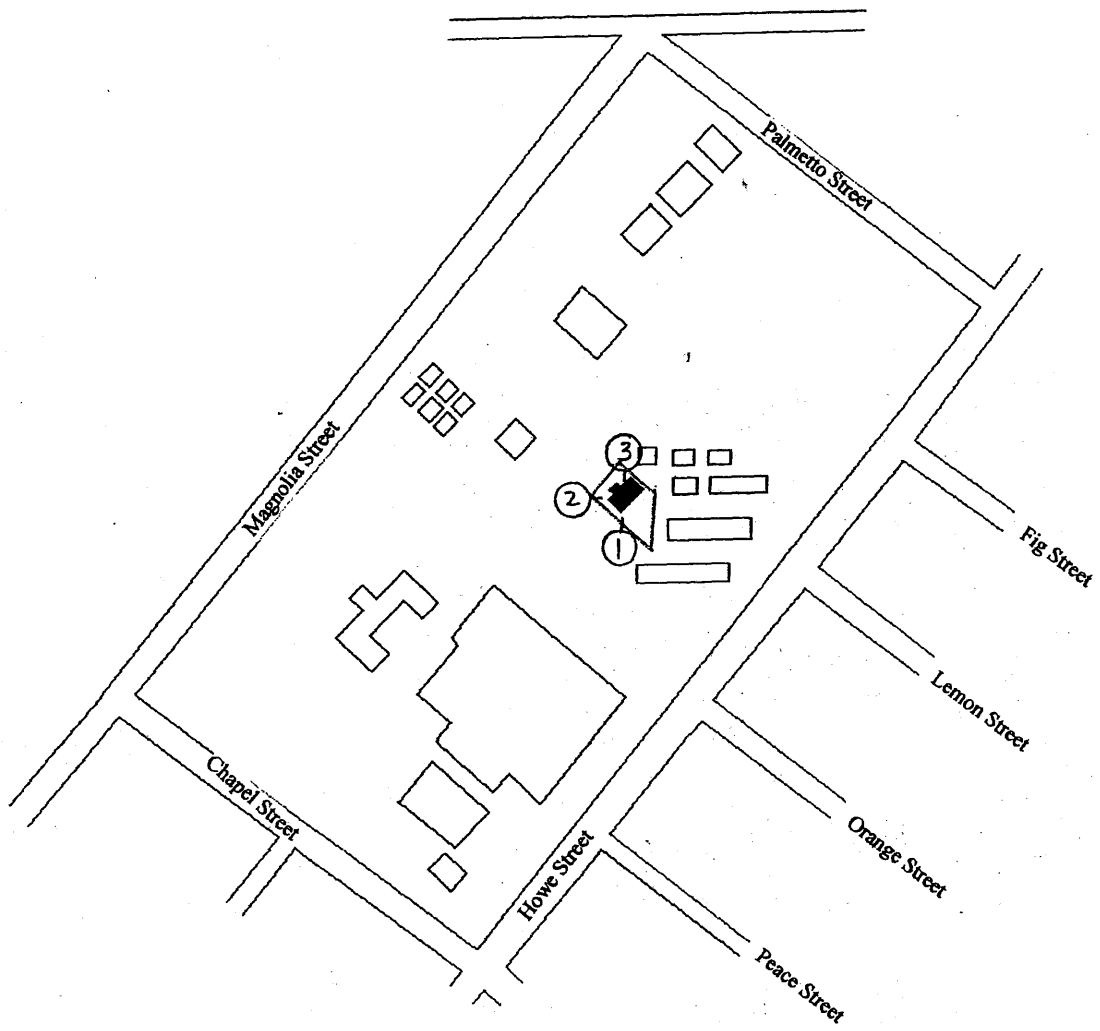 Palmetto Street
Magnolia Street
3
2
1
Fig Street
Lemon Street
Chapel Street
Orange Street
Howe Street
Peace Street